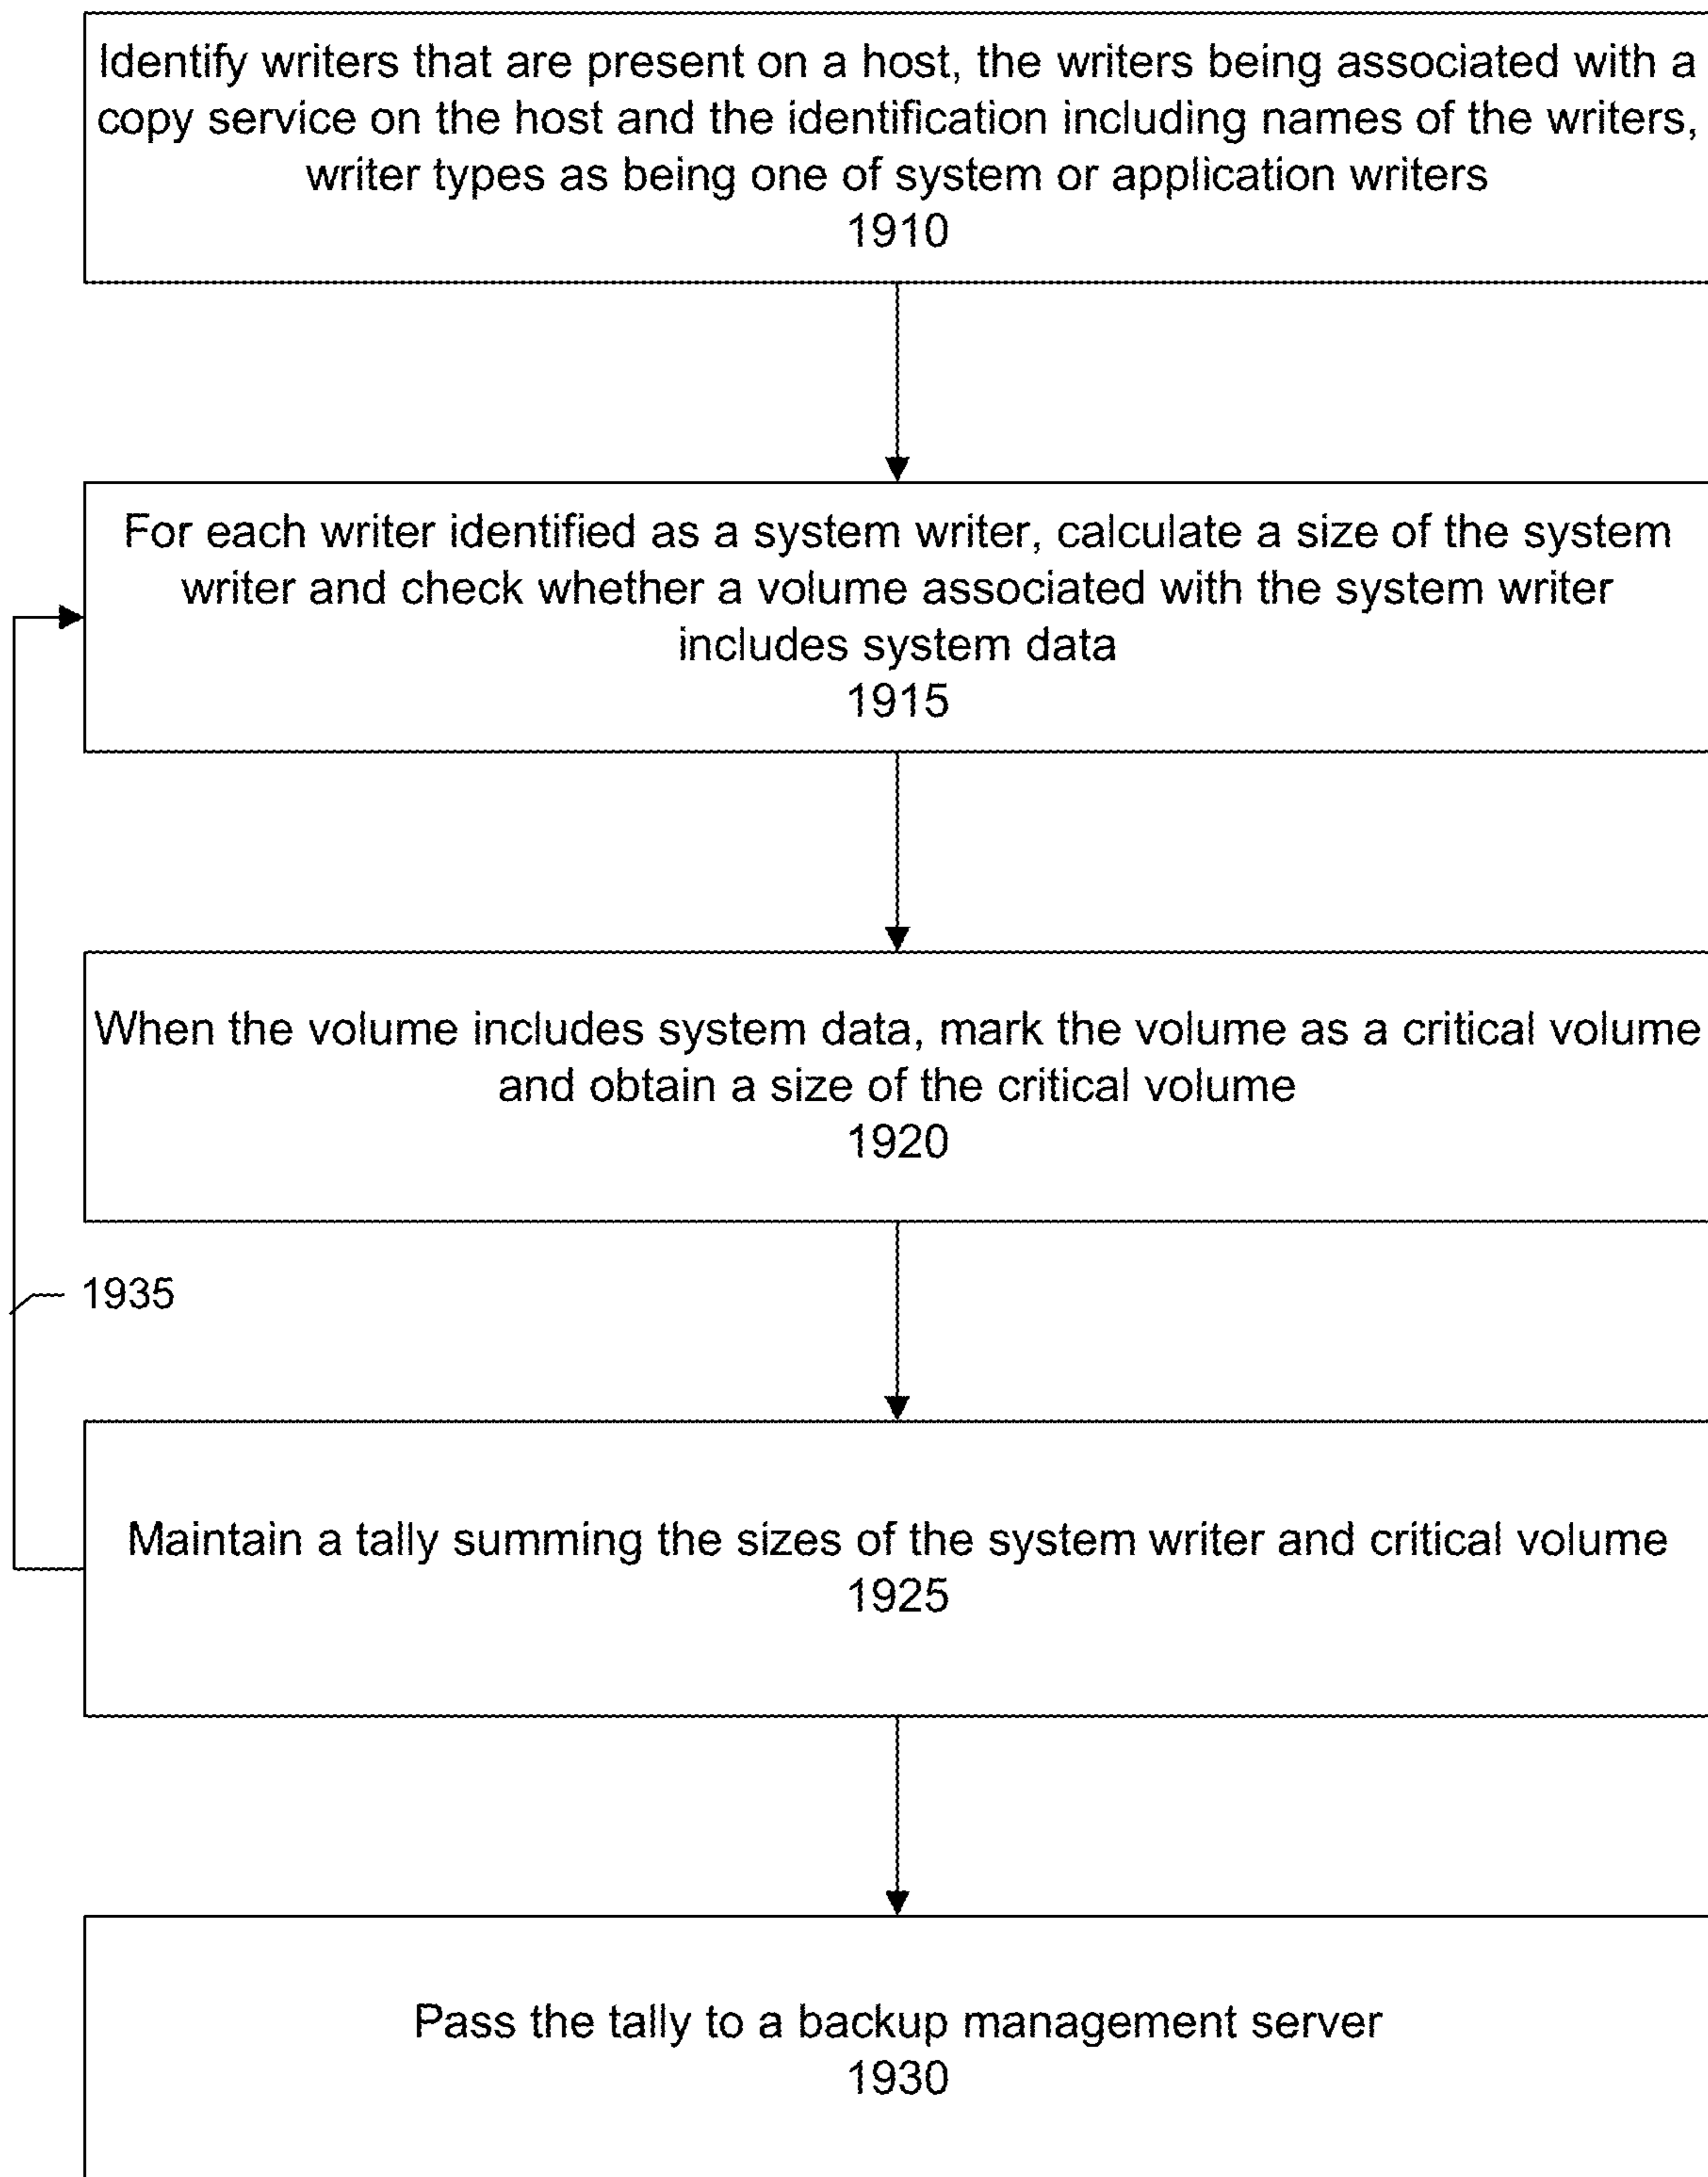 Identify writers that are present on a host, the writers being associated with a
copy service on the host and the identification including names of the writers,
writer types as being one of system or application writers
1910
For each writer identified as a system writer, calculate a size of the system
writer and check whether a volume associated with the system writer
includes system data
1915
When the volume includes system data, mark the volume as a critical volume
and obtain a size of the critical volume
1920
1935
Maintain a tally summing the sizes of the system writer and critical volume
1925
Pass the tally to a backup management server
1930